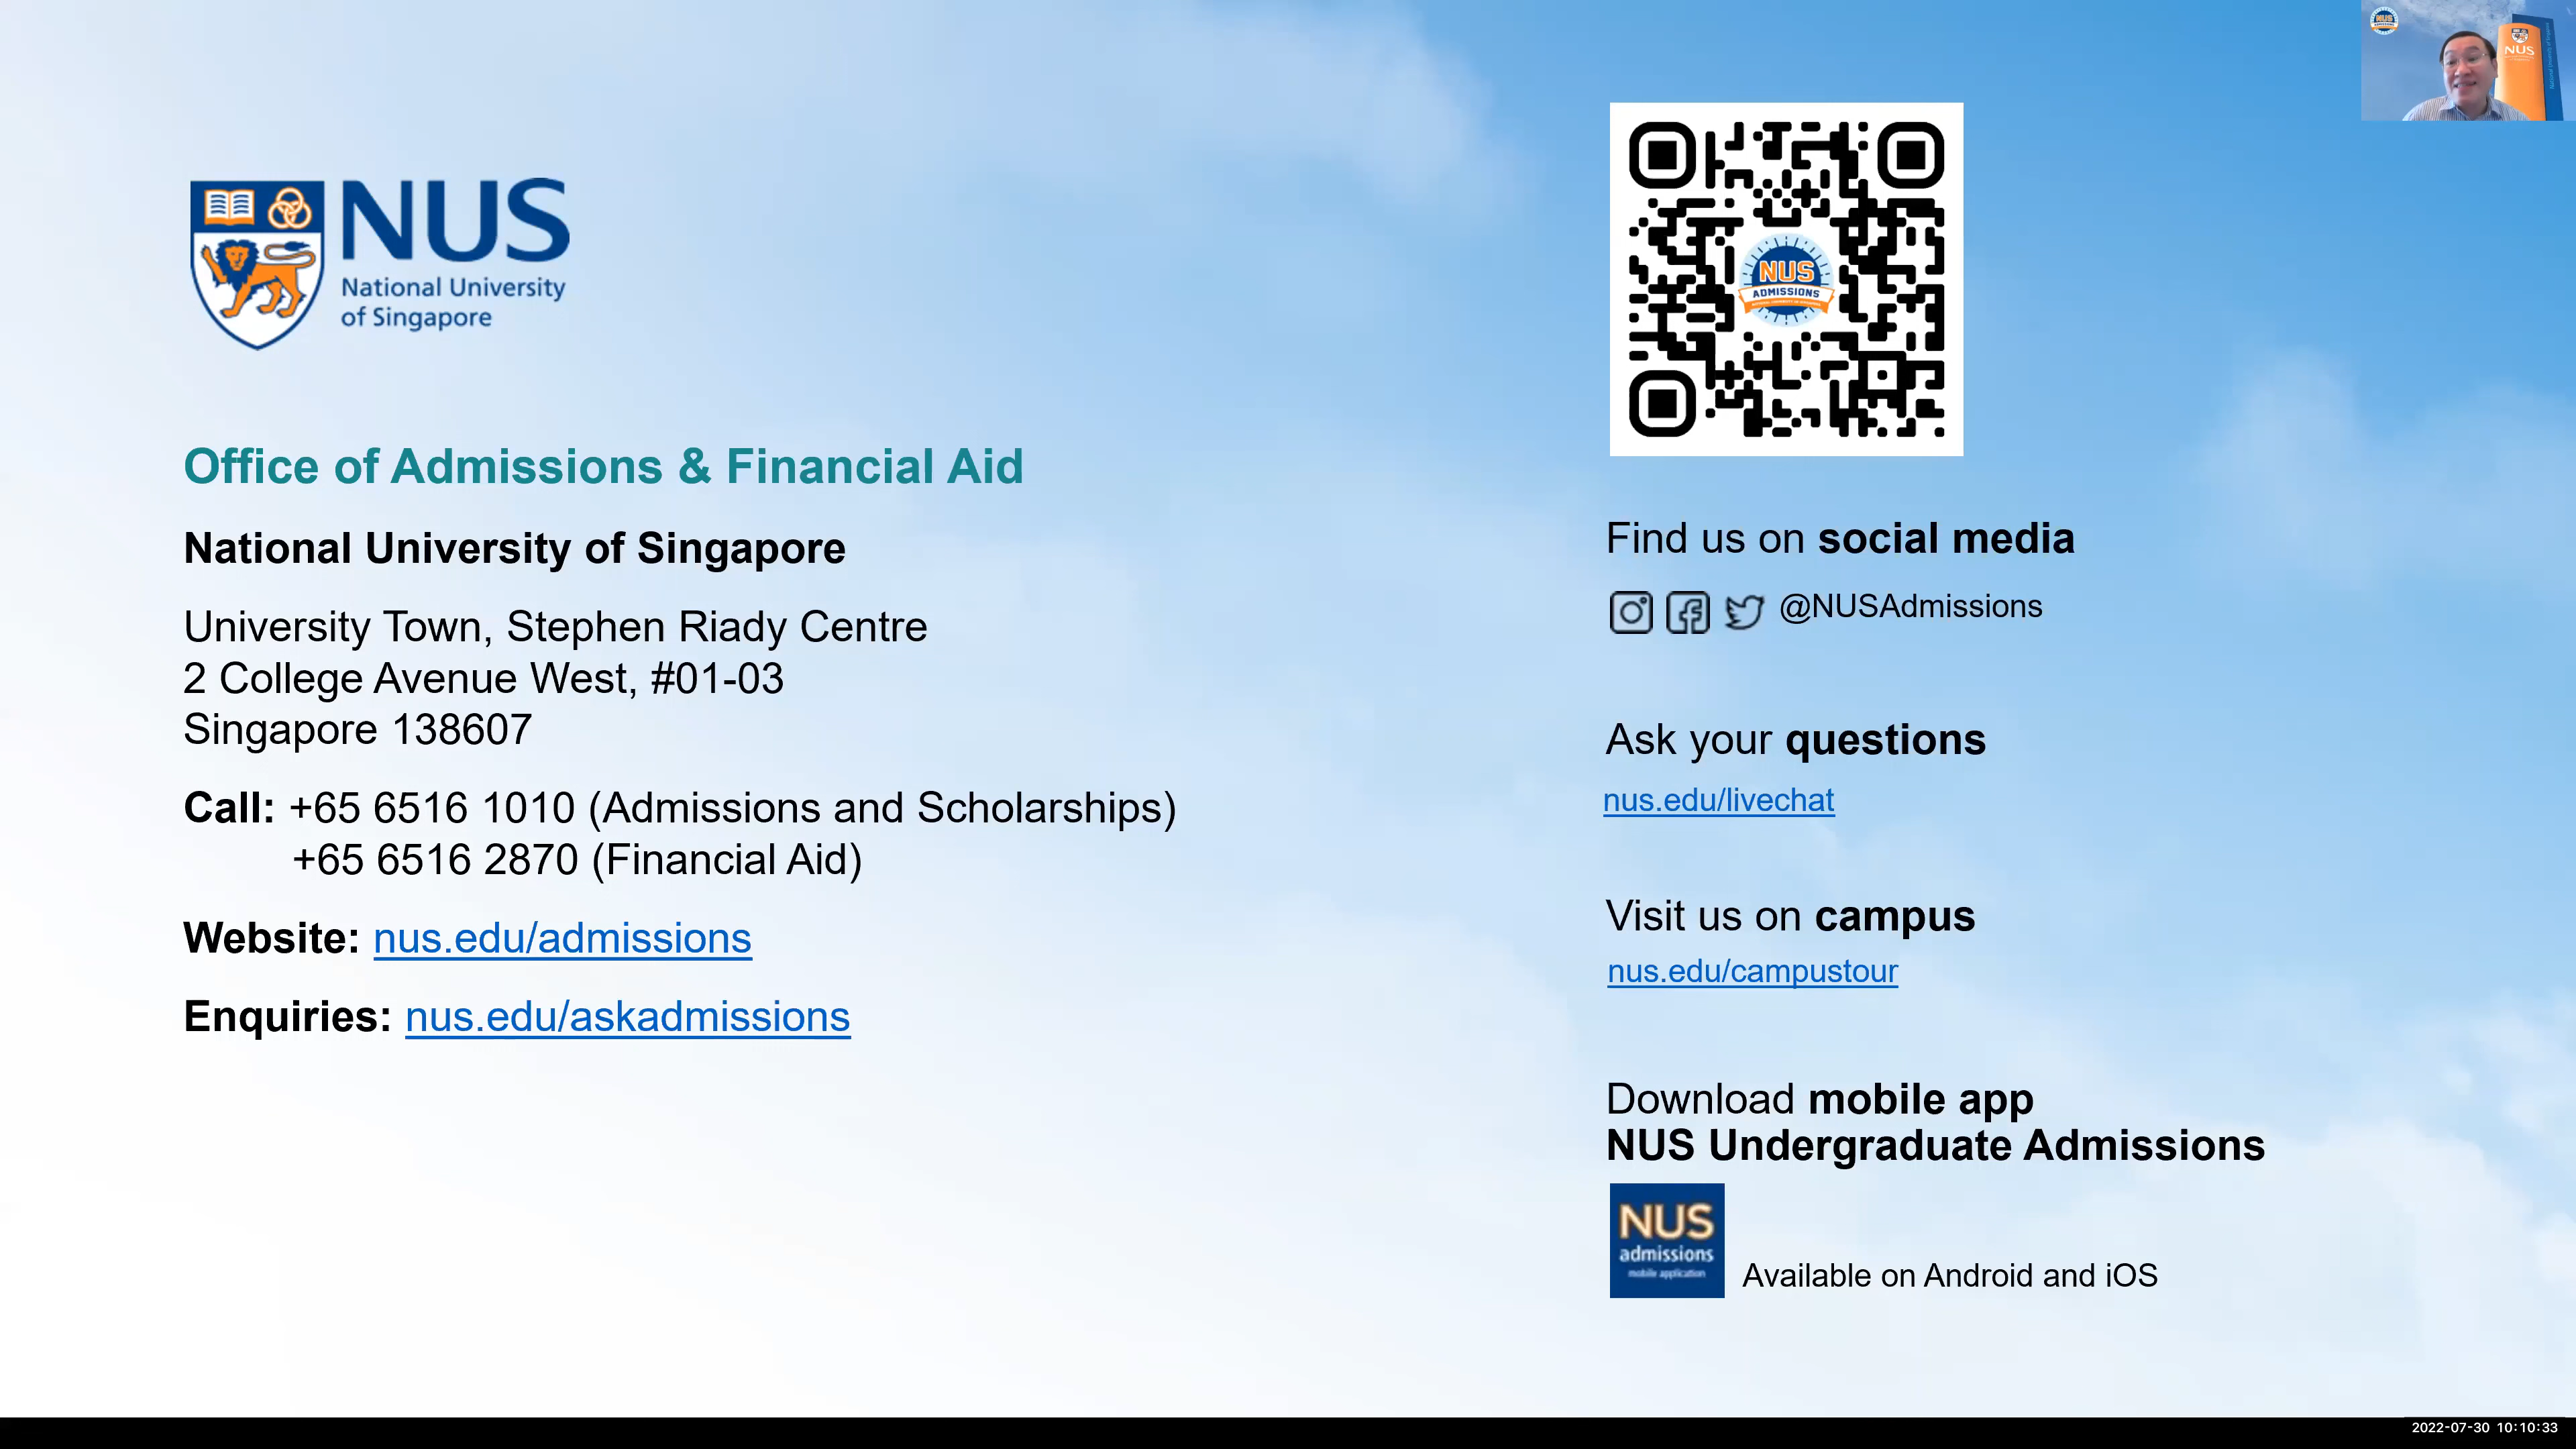 NUS
National University
of Singapore
Office of Admissions & Financial Aid
National University of Singapore
University Town, Stephen Riady Centre
2 College Avenue West, #01-03
Singapore 138607
Call: +65 6516 1010 (Admissions and Scholarships)
+65 6516 2870 (Financial Aid)
Website: nus.edu/admissions
Enquiries: nus.edu/askadmissions
NUS
ADMISSIONS
Find us on social media
@NUSAdmissions
Ask your questions
nus.edu/livechat
Visit us on campus
nus.edu/campustour
Download mobile app
NUS Undergraduate Admissions
NUS
admissions
mobile application
Available on Android and iOS
NUS
NUS
2022-07-30 10:10:33